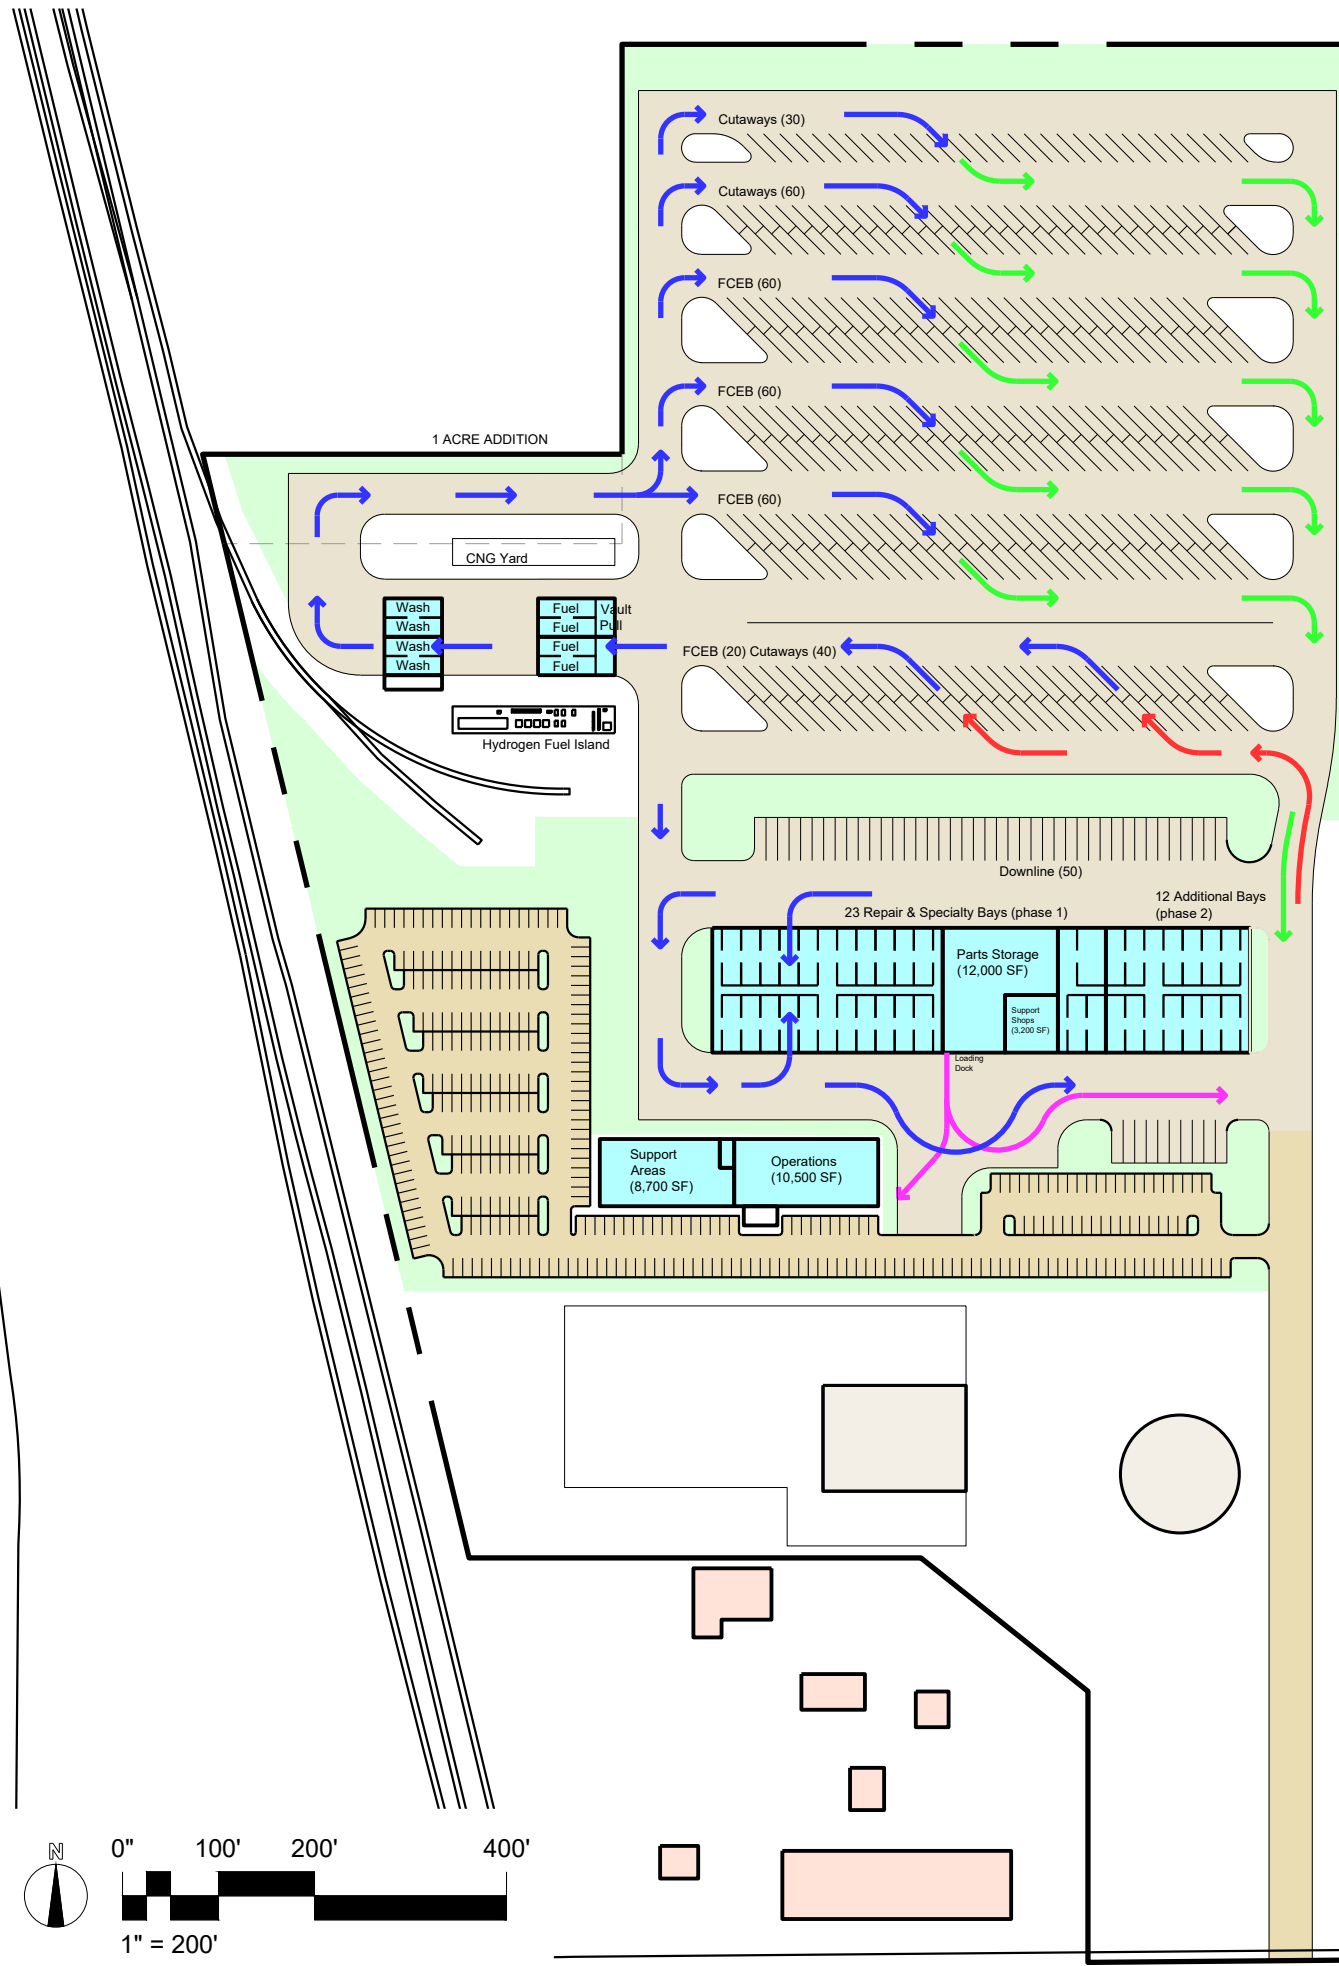 Cutaways (30)
Cutaways (60)
FCEB (60)
FCEB (60)
1 ACRE ADDITION
FCEB (60)
CNG Yard
Wash
Wash
Wash
Wash
Fuel
Fuel
Fuel
Fuel
Vault
Pull
FCEB (20) Cutaways (40)
Hydrogen Fuel Island
Downline (50)
23 Repair & Specialty Bays (phase 1)
12 Additional Bays
(phase 2)
Parts Storage
(12,000 SF)
Support
Shops
(3,200 SF)
Loading
Dock
Support
Areas
(8,700 SF)
Operations
(10,500 SF)
N
0" 100' 200' 400'
1" = 200'